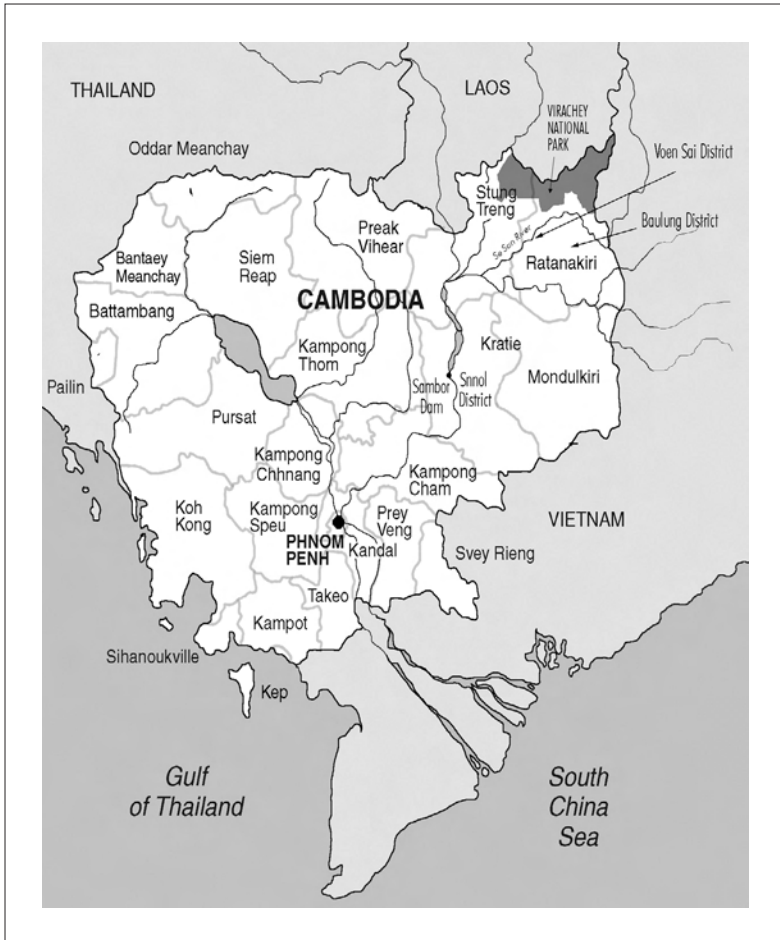 THAILAND
LAOS
VIRACHEY
NATIONAL
PARK
Oddar Meanchay
Voen Sai District
Stung
Treng
Baulung District
Preak
Vihear
Se San River
Bantaey
Meanchay
Siem
Reap
Ratanakiri
CAMBODIA
Battambang
Kampong
Thom
Kratie
Mondulkiri
Pailin
Sambor
Dam
Snnol
District
Pursat
Kampong
Chhnang
Kampong
Cham
Koh
Kong
Kampong
Speu
Prey
Veng
VIETNAM
PHNOM
PENH
Kandal
Svey Rieng
Takeo
Kampot
Sihanoukville
Kep
Gulf
of Thailand
South
China
Sea